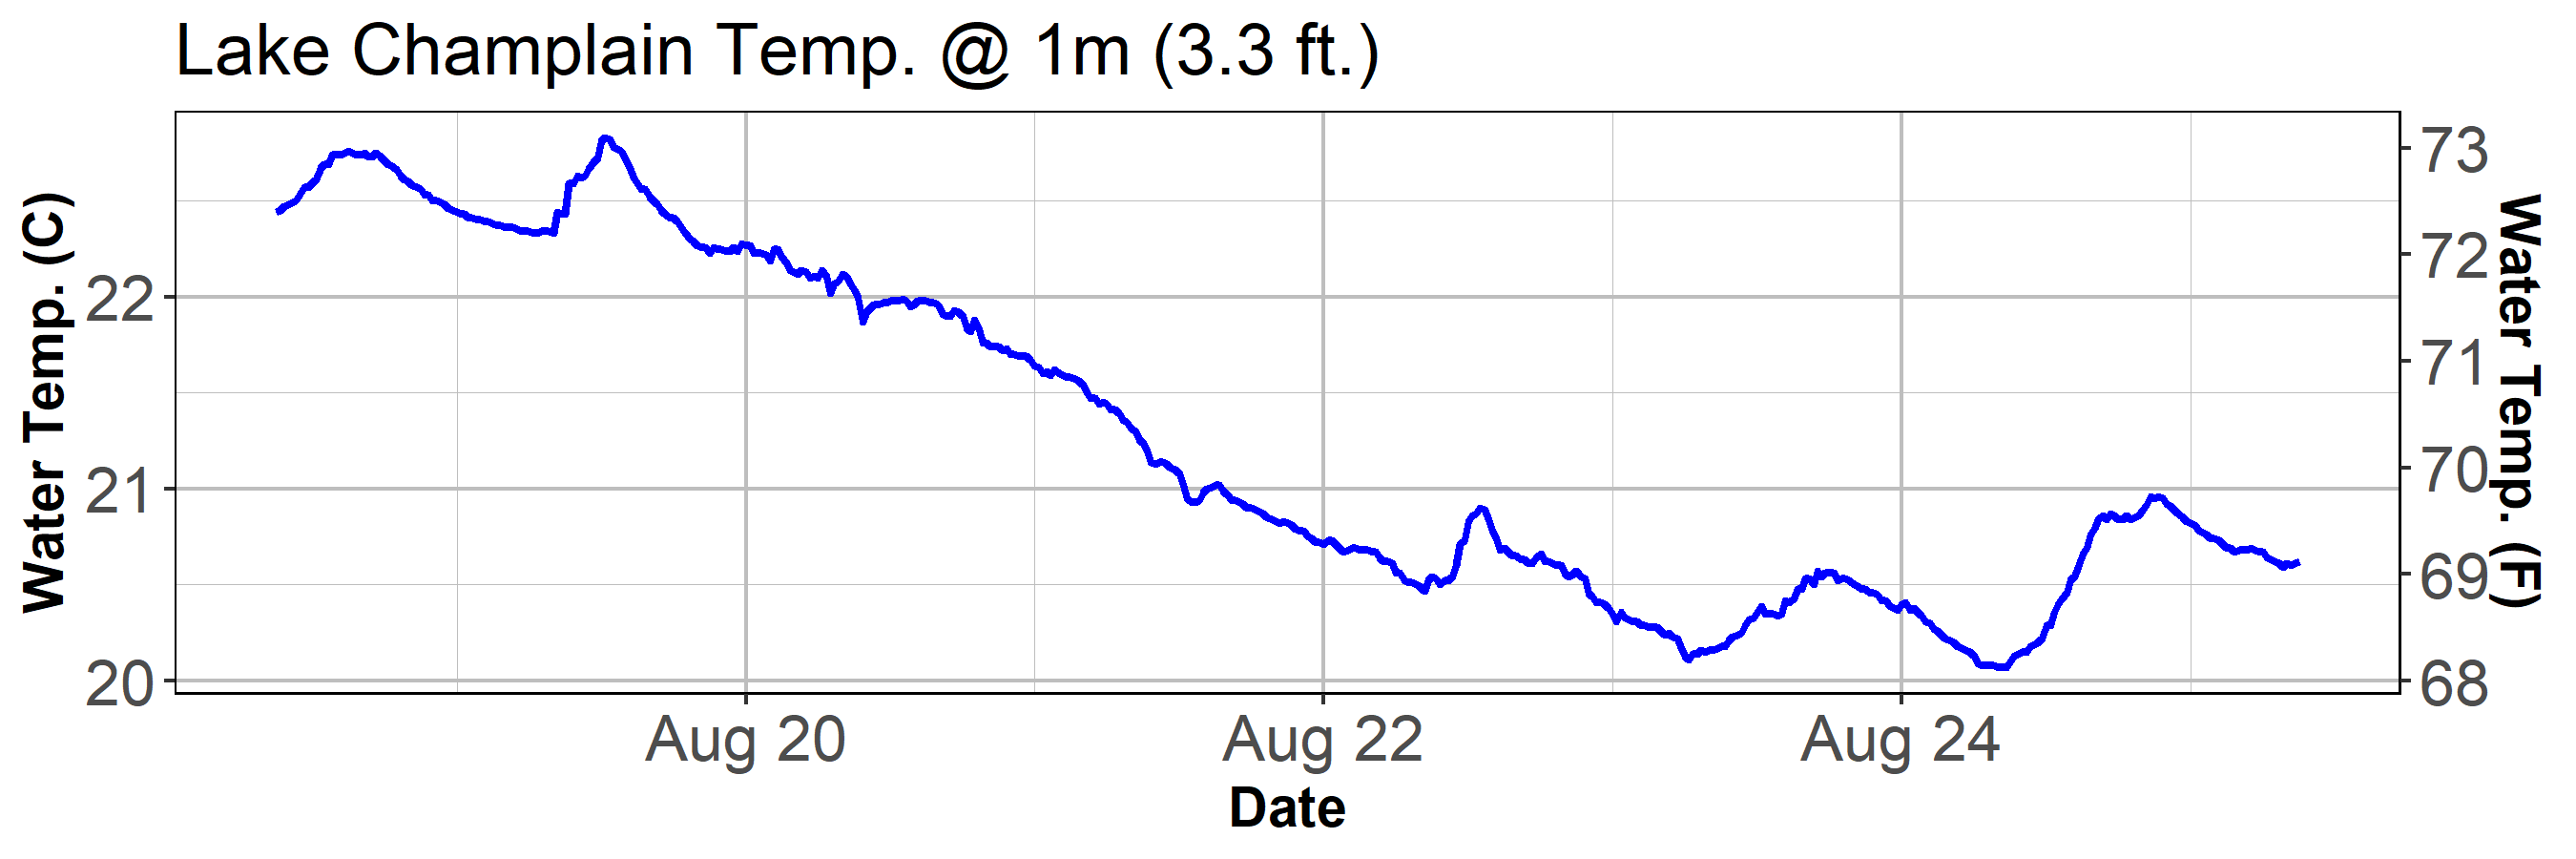 Lake Champlain Temp. @ 1m (3.3 ft.)
Water Temp. (C)
22
21
20
73
72
71
70
69
68
Water Temp. (F)
Aug 20
Aug 22
Aug 24
Date